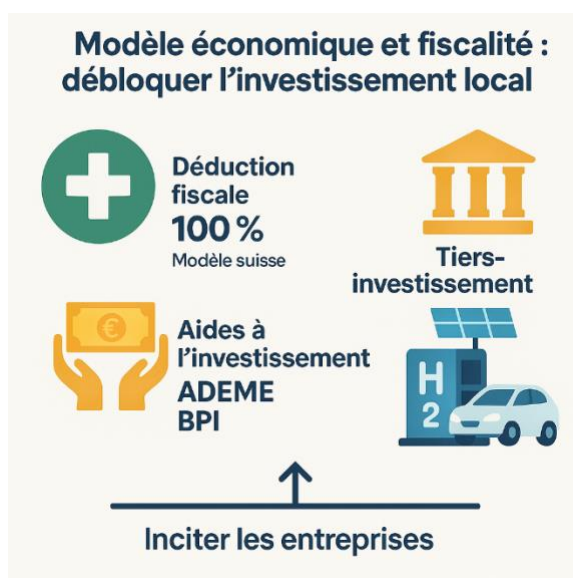 Modèle économique et fiscalité :
débloquer l'investissement local
Déduction
fiscale
100 %
Modèle suisse
Tiers-
investissement
Aides à
l'investissement
ADEME
BPI
H
2
Inciter les entreprises